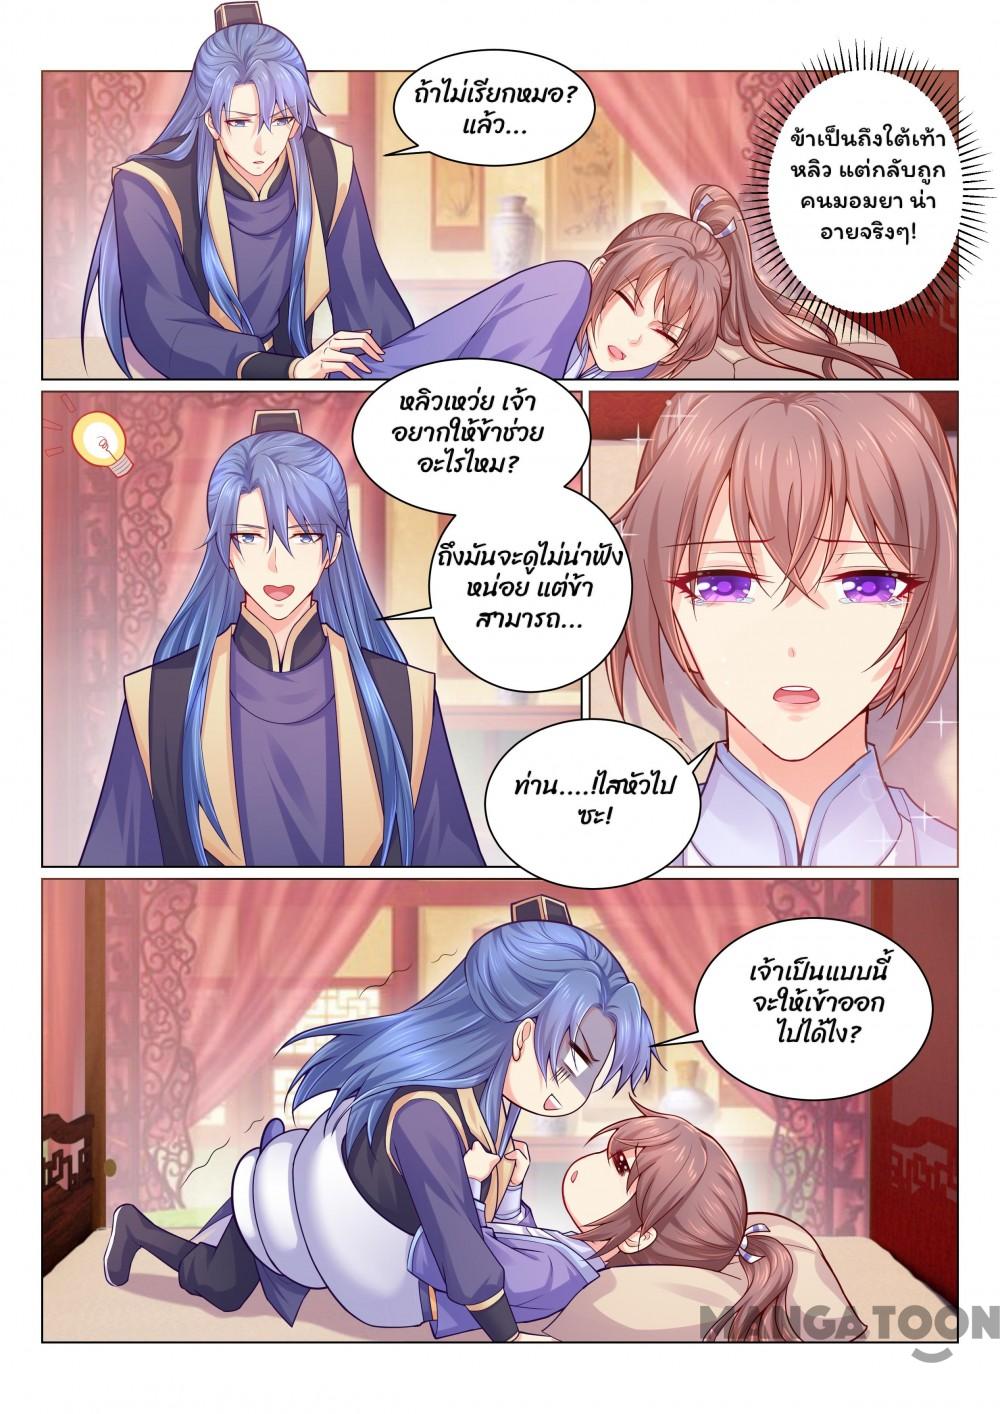 ถ้าไม่เรียกหมอ?
แล้ว...
ข้าเป็นถึงใต้เท้า
หลิว แต่กลับถูก
คนมอมยา น่า
อายจริงๆ!
หลิวเหว่ย เจ้า
อยากให้ข้าช่วย
อะไรไหม?
ถึงมันจะดูไม่น่าฟัง
หน่อย แต่ข้า
สามารถ...
ท่าน....!ไสหัวไป
ซะ!
เจ้าเป็นแบบนี้
จะให้เข้าออก
ไปได้ไง?
MANGATOON